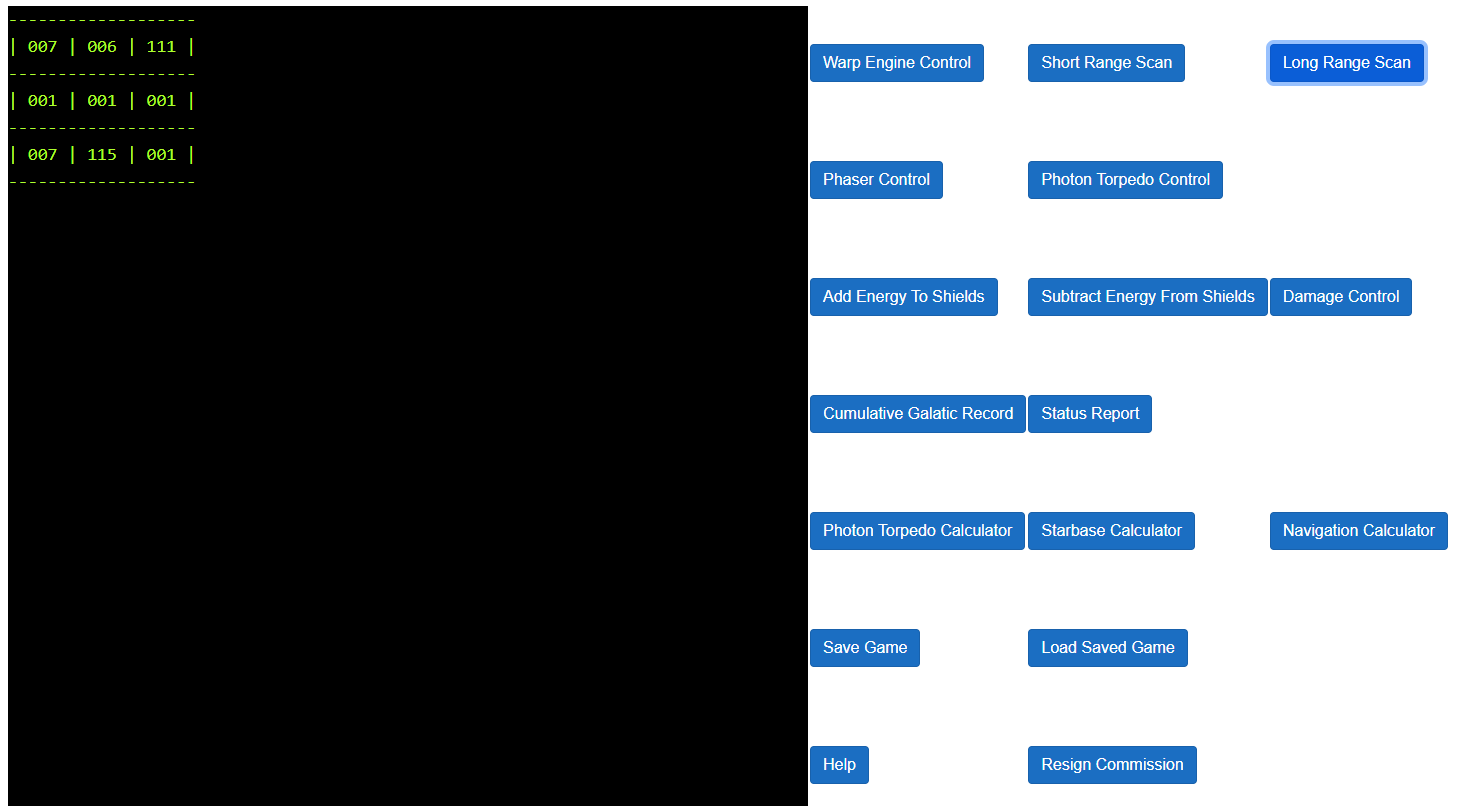 -------------------
| 007 | 006 | 111 |
-------------------
| 001 | 001 | 001 |
-------------------
| 007 | 115 | 001 |
-------------------
Warp Engine Control
Short Range Scan
Long Range Scan
Phaser Control
Photon Torpedo Control
Add Energy To Shields
Subtract Energy From Shields
Damage Control
Cumulative Galatic Record
Status Report
Photon Torpedo Calculator
Starbase Calculator
Navigation Calculator
Save Game
Load Saved Game
Help
Resign Commission